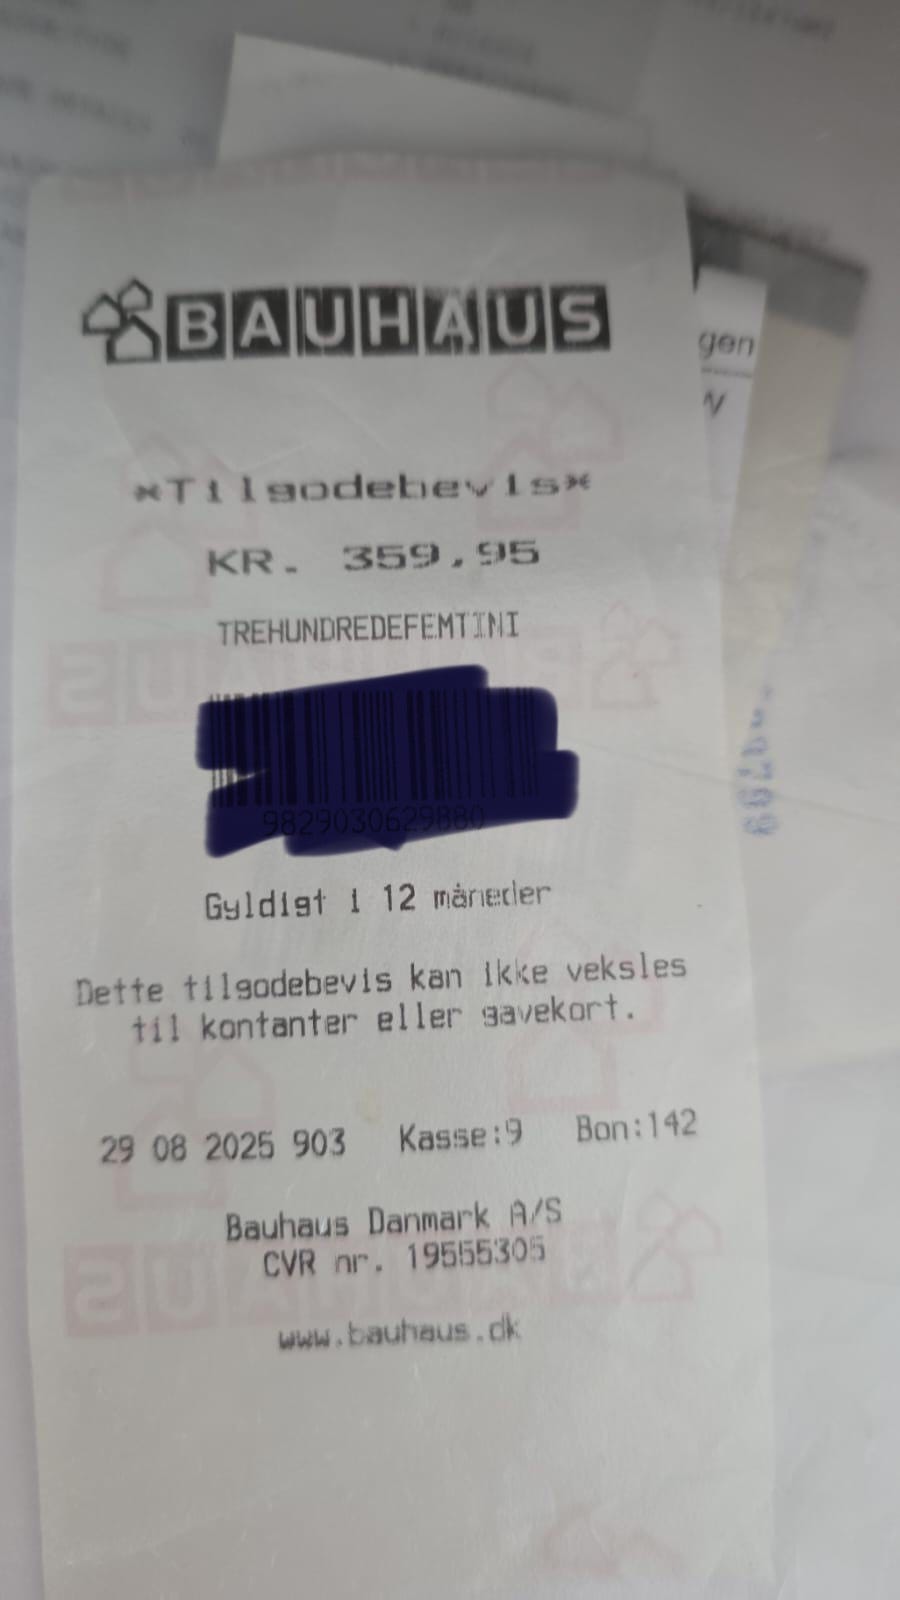 BAUHAUS
*Tilgodebevis*
KR. 359,95
TREHUNDREDEFEMTINI
Gyldigt i 12 måneder
Dette tilgodebevis kan ikke veksles
til kontanter eller gavekort.
29 08 2025 903 Kasse:9 Bon:142
Bauhaus Danmark A/S
CVR nr. 19555305
www.bauhaus.dk
gen